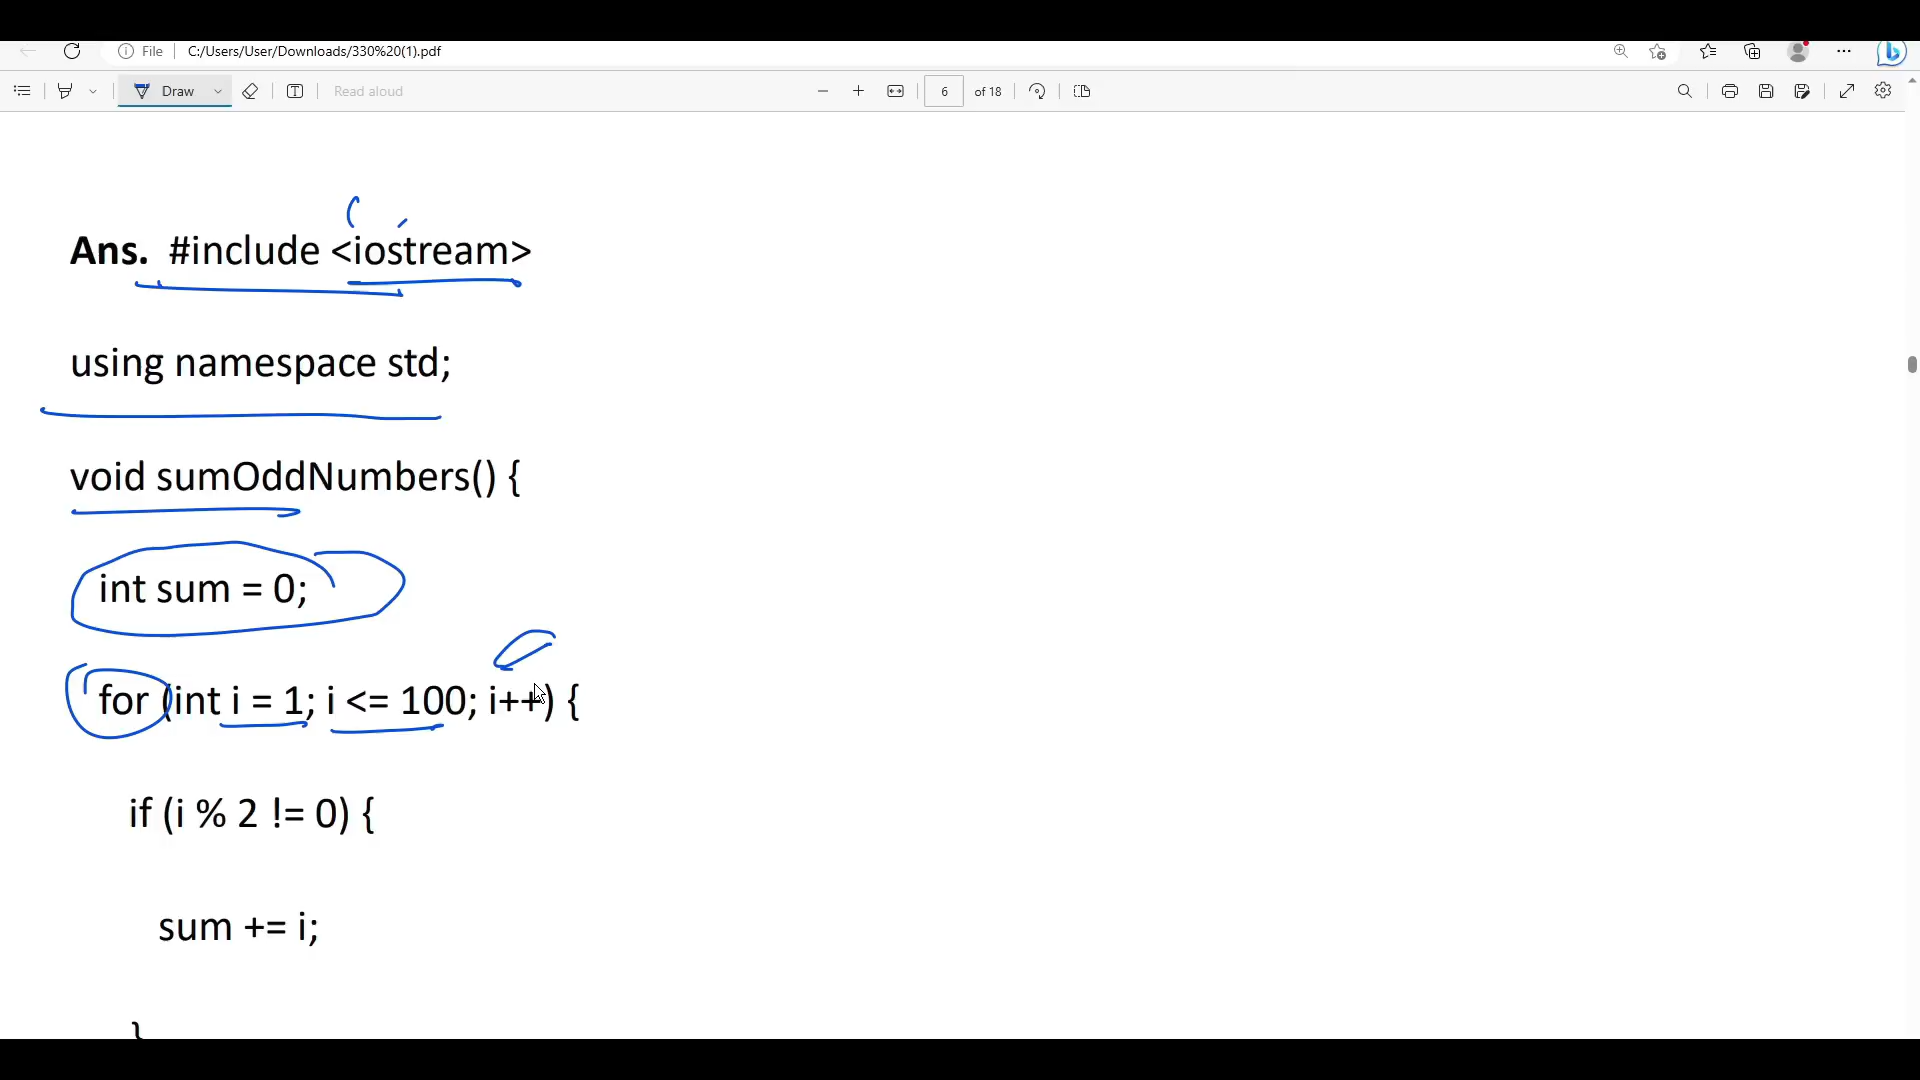 File C:/Users/User/Downloads/330%20(1).pdf
Draw Read aloud 6 of 18
Ans. #include <iostream>
using namespace std;
void sumOddNumbers() {
int sum = 0;
for (int i = 1; i <= 100; i++) {
if (i % 2 != 0) {
sum += i;
}